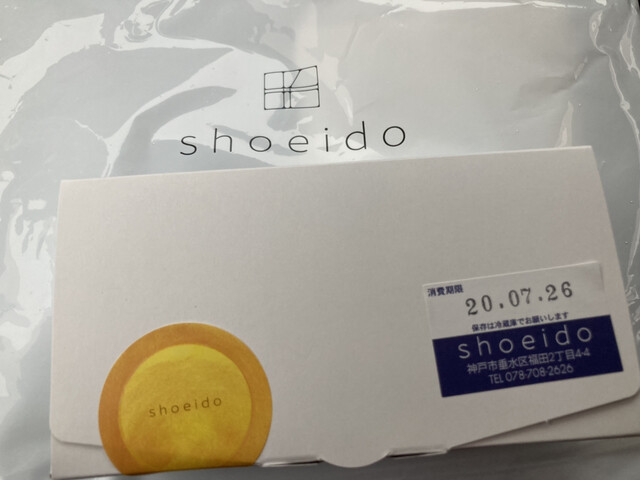 shoeido
消費期限
20.07.26
保存は冷蔵庫でお願いします
shoeido
神戸市垂水区福田2丁目4-4
TEL 078-708-2626
shoeido